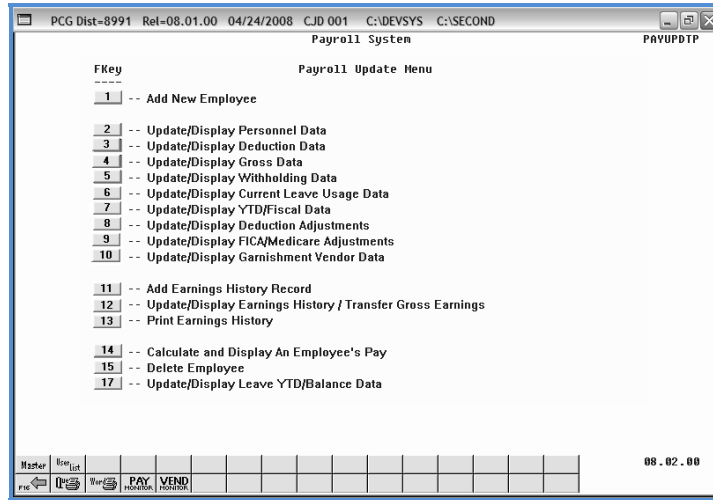 PCG Dist=8991 Rel=08.01.00 04/24/2008 CJD 001 C:\DEVSYS C:\SECOND
Payroll System PAYUPDTP
FKey Payroll Update Menu
----
1 -- Add New Employee
2 -- Update/Display Personnel Data
3 -- Update/Display Deduction Data
4 -- Update/Display Gross Data
5 -- Update/Display Withholding Data
6 -- Update/Display Current Leave Usage Data
7 -- Update/Display YTD/Fiscal Data
8 -- Update/Display Deduction Adjustments
9 -- Update/Display FICA/Medicare Adjustments
10 -- Update/Display Garnishment Vendor Data
11 -- Add Earnings History Record
12 -- Update/Display Earnings History / Transfer Gross Earnings
13 -- Print Earnings History
14 -- Calculate and Display An Employee's Pay
15 -- Delete Employee
17 -- Update/Display Leave YTD/Balance Data
Master User List 08.02.00
F16 Que Word PAY MONITOR VEND MONITOR